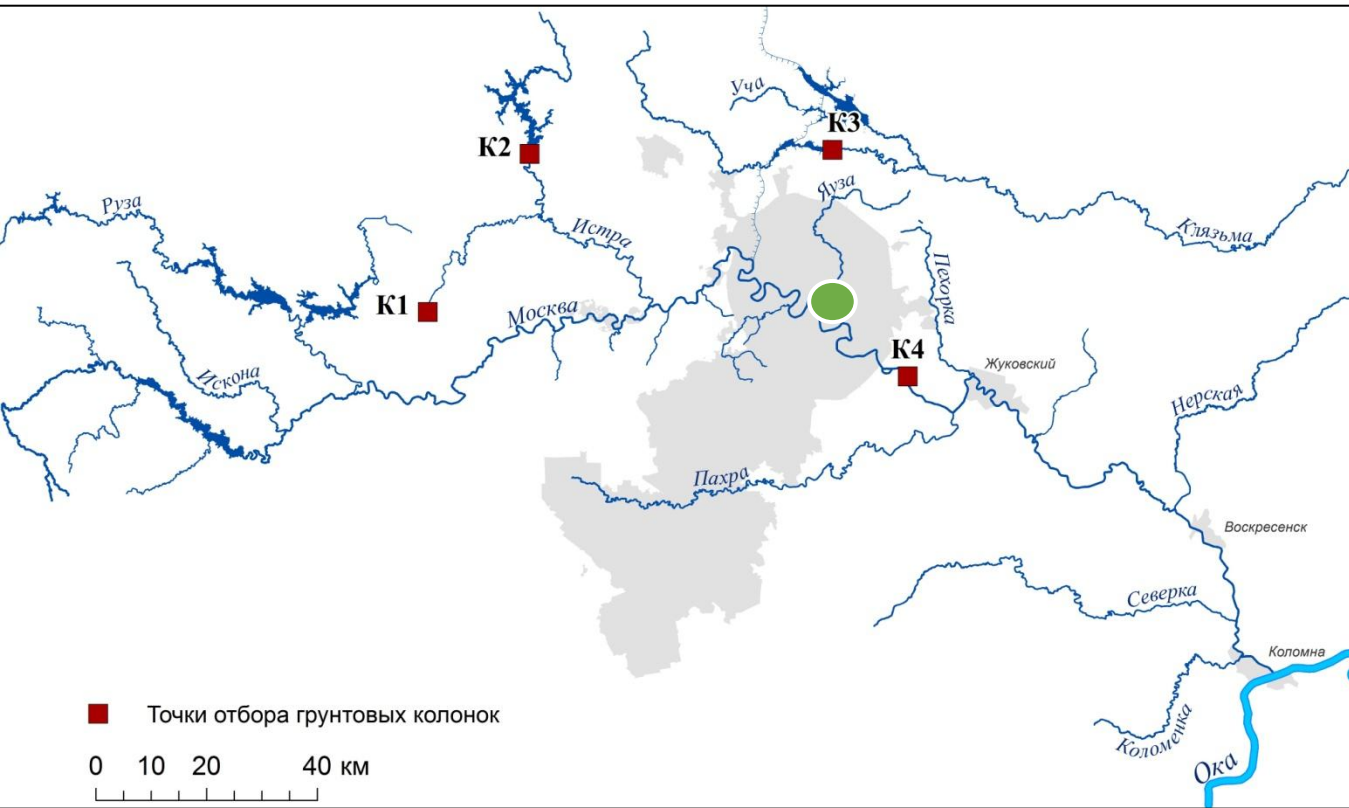 Уча
К3
К2
Яуза
Руза
Истра
Клязьма
Пехорка
К1
Москва
К4
Жуковский
Искона
Нерская
Пахра
Воскресенск
Северка
Коломна
Коломенка
Ока
Точки отбора грунтовых колонок
0 10 20 40 км